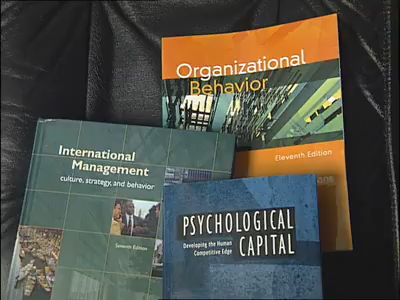 Organizational
Behavior
Eleventh Edition
International
Management
culture, strategy, and behavior
Seventh Edition
PSYCHOLOGICAL
CAPITAL
Developing the Human
Competitive Edge